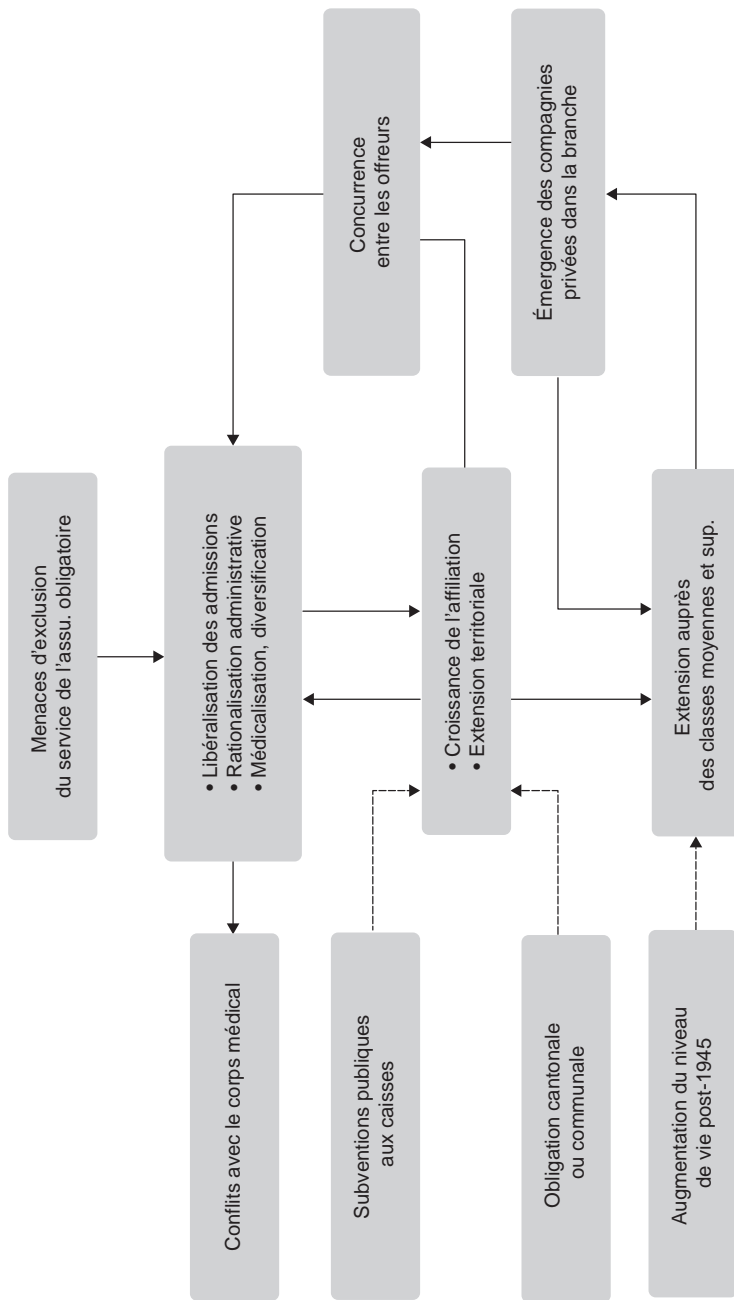 Menaces d'exclusion
du service de l'assu. obligatoire
Conflits avec le corps médical
• Libéralisation des admissions
• Rationalisation administrative
• Médicalisation, diversification
Concurrence
entre les offreurs
Subventions publiques
aux caisses
• Croissance de l'affiliation
• Extension territoriale
Émergence des compagnies
privées dans la branche
Obligation cantonale
ou communale
Augmentation du niveau
de vie post-1945
Extension auprès
des classes moyennes et sup.